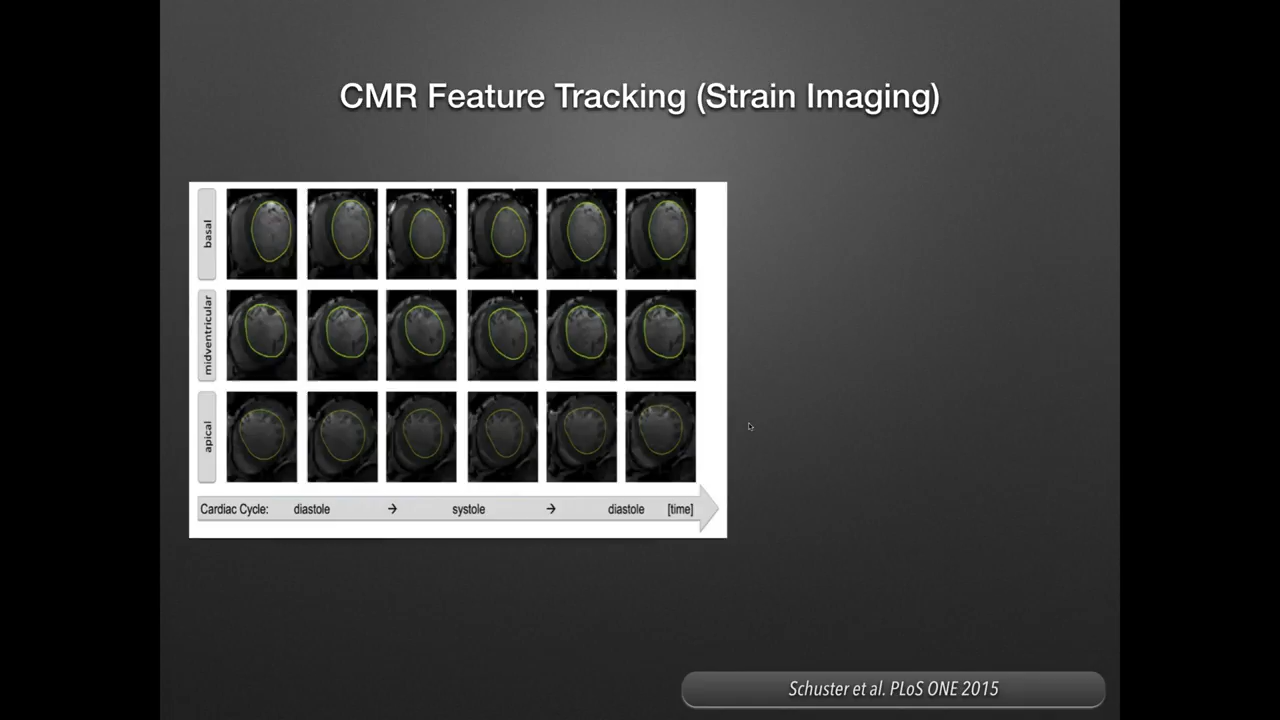 CMR Feature Tracking (Strain Imaging)
basal
midventricular
apical
Cardiac Cycle: diastole → systole → diastole [time]
Schuster et al. PLoS ONE 2015